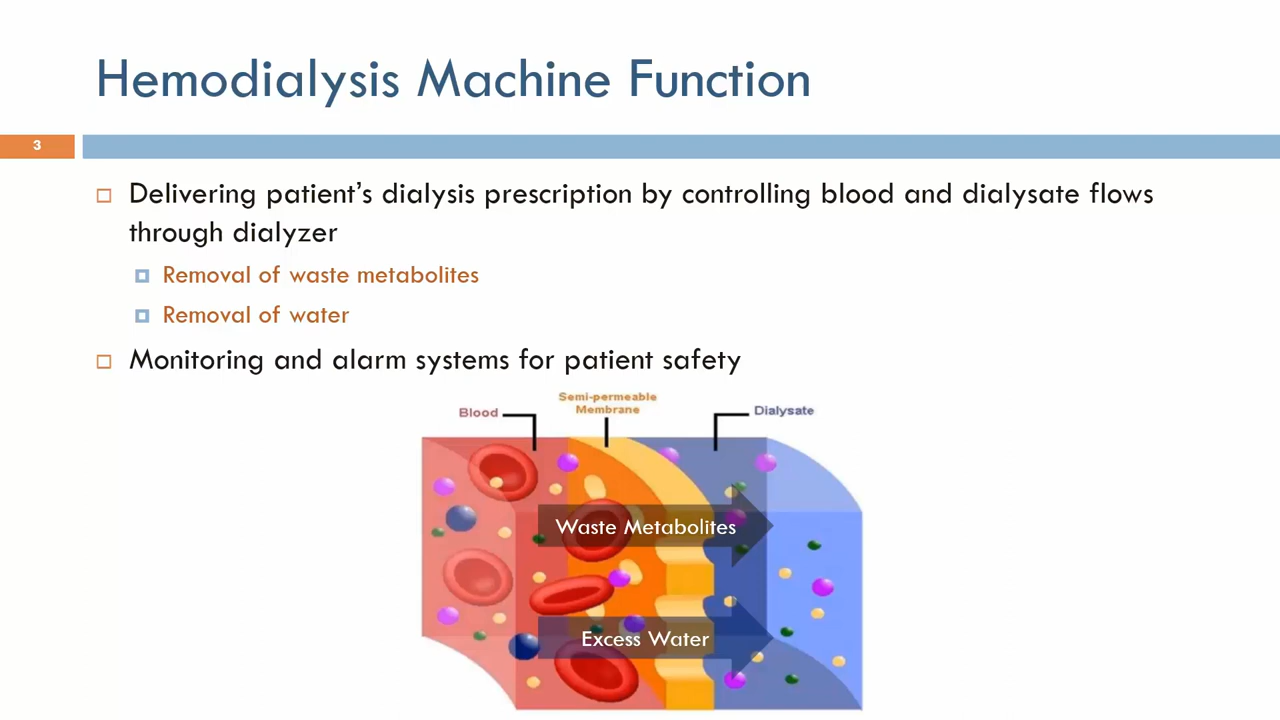 Hemodialysis Machine Function
3
Delivering patient’s dialysis prescription by controlling blood and dialysate flows
through dialyzer
Removal of waste metabolites
Removal of water
Monitoring and alarm systems for patient safety
Blood
Semi-permeable
Membrane
Dialysate
Waste Metabolites
Excess Water